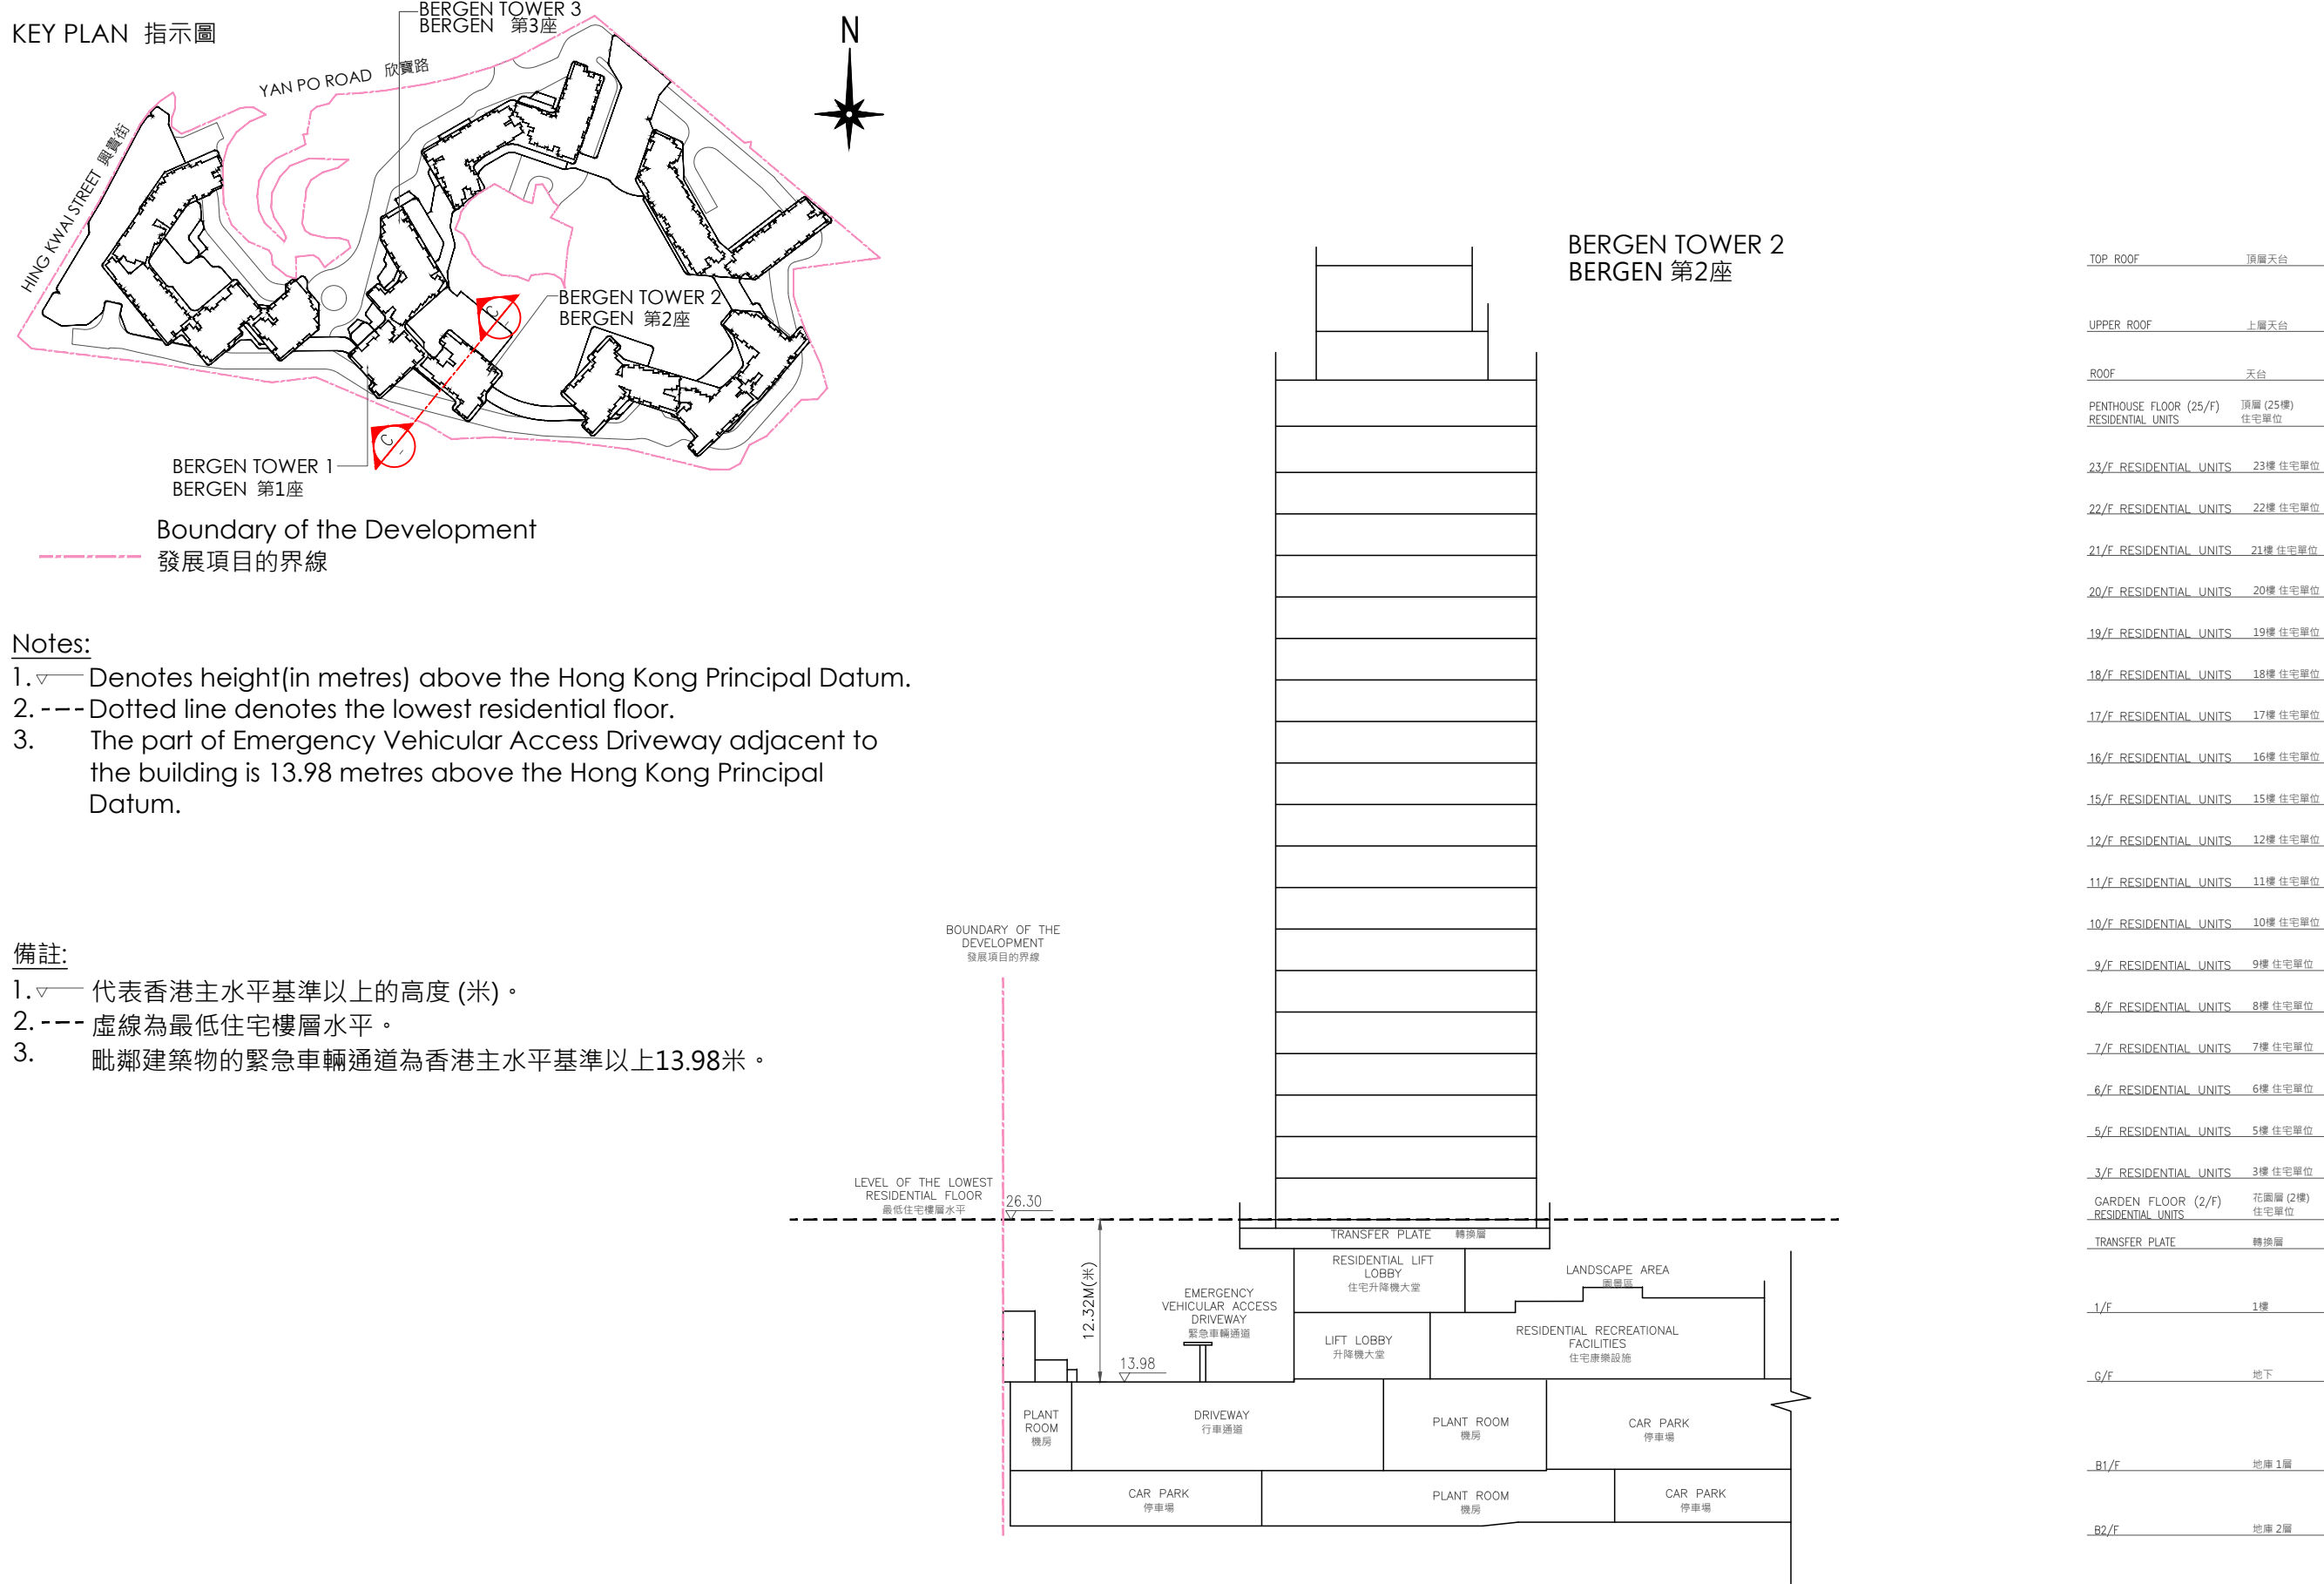 KEY PLAN 指示圖
BERGEN TOWER 3
BERGEN 第3座
N
YAN PO ROAD 欣寶路
HING KWAI STREET 興貴街
BERGEN TOWER 2
BERGEN 第2座
C
-
C
-
BERGEN TOWER 1
BERGEN 第1座
Boundary of the Development
發展項目的界線
Notes:
1. Denotes height(in metres) above the Hong Kong Principal Datum.
2. Dotted line denotes the lowest residential floor.
3. The part of Emergency Vehicular Access Driveway adjacent to
the building is 13.98 metres above the Hong Kong Principal
Datum.
備註:
1. 代表香港主水平基準以上的高度 (米)。
2. 虛線為最低住宅樓層水平。
3. 毗鄰建築物的緊急車輛通道為香港主水平基準以上13.98米。
BERGEN TOWER 2
BERGEN 第2座
BOUNDARY OF THE
DEVELOPMENT
發展項目的界線
LEVEL OF THE LOWEST
RESIDENTIAL FLOOR
最低住宅樓層水平
26.30
12.32M(米)
13.98
TRANSFER PLATE 轉換層
RESIDENTIAL LIFT
LOBBY
住宅升降機大堂
LANDSCAPE AREA
園景區
EMERGENCY
VEHICULAR ACCESS
DRIVEWAY
緊急車輛通道
LIFT LOBBY
升降機大堂
RESIDENTIAL RECREATIONAL
FACILITIES
住宅康樂設施
PLANT
ROOM
機房
DRIVEWAY
行車通道
PLANT ROOM
機房
CAR PARK
停車場
CAR PARK
停車場
PLANT ROOM
機房
CAR PARK
停車場
TOP ROOF 頂層天台
UPPER ROOF 上層天台
ROOF 天台
PENTHOUSE FLOOR (25/F) 頂層 (25樓)
RESIDENTIAL UNITS 住宅單位
23/F RESIDENTIAL UNITS 23樓 住宅單位
22/F RESIDENTIAL UNITS 22樓 住宅單位
21/F RESIDENTIAL UNITS 21樓 住宅單位
20/F RESIDENTIAL UNITS 20樓 住宅單位
19/F RESIDENTIAL UNITS 19樓 住宅單位
18/F RESIDENTIAL UNITS 18樓 住宅單位
17/F RESIDENTIAL UNITS 17樓 住宅單位
16/F RESIDENTIAL UNITS 16樓 住宅單位
15/F RESIDENTIAL UNITS 15樓 住宅單位
12/F RESIDENTIAL UNITS 12樓 住宅單位
11/F RESIDENTIAL UNITS 11樓 住宅單位
10/F RESIDENTIAL UNITS 10樓 住宅單位
9/F RESIDENTIAL UNITS 9樓 住宅單位
8/F RESIDENTIAL UNITS 8樓 住宅單位
7/F RESIDENTIAL UNITS 7樓 住宅單位
6/F RESIDENTIAL UNITS 6樓 住宅單位
5/F RESIDENTIAL UNITS 5樓 住宅單位
3/F RESIDENTIAL UNITS 3樓 住宅單位
GARDEN FLOOR (2/F) 花園層 (2樓)
RESIDENTIAL UNITS 住宅單位
TRANSFER PLATE 轉換層
1/F 1樓
G/F 地下
B1/F 地庫 1層
B2/F 地庫 2層